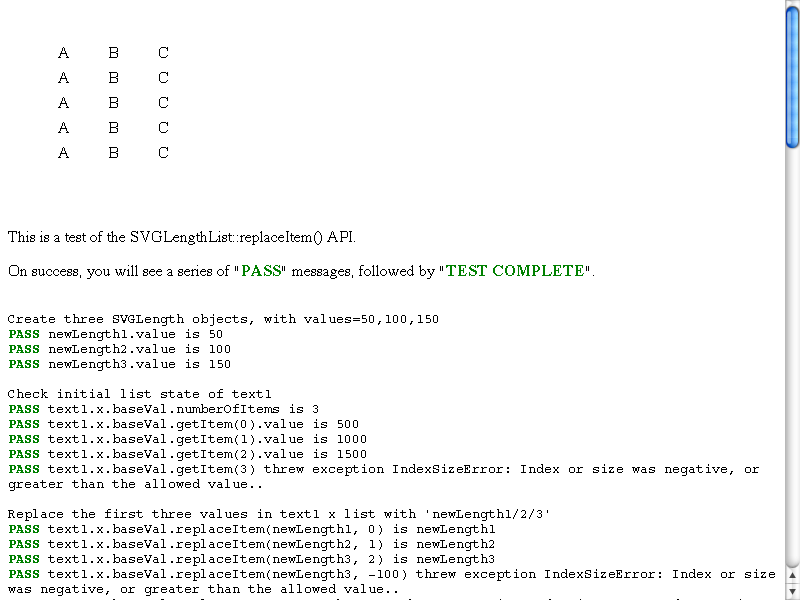 A B C
A B C
A B C
A B C
A B C
This is a test of the SVGLengthList::replaceItem() API.
On success, you will see a series of "PASS" messages, followed by "TEST COMPLETE".
Create three SVGLength objects, with values=50,100,150
PASS newLength1.value is 50
PASS newLength2.value is 100
PASS newLength3.value is 150
Check initial list state of text1
PASS text1.x.baseVal.numberOfItems is 3
PASS text1.x.baseVal.getItem(0).value is 500
PASS text1.x.baseVal.getItem(1).value is 1000
PASS text1.x.baseVal.getItem(2).value is 1500
PASS text1.x.baseVal.getItem(3) threw exception IndexSizeError: Index or size was negative, or
greater than the allowed value..
Replace the first three values in text1 x list with 'newLength1/2/3'
PASS text1.x.baseVal.replaceItem(newLength1, 0) is newLength1
PASS text1.x.baseVal.replaceItem(newLength2, 1) is newLength2
PASS text1.x.baseVal.replaceItem(newLength3, 2) is newLength3
PASS text1.x.baseVal.replaceItem(newLength3, -100) threw exception IndexSizeError: Index or size
was negative, or greater than the allowed value..